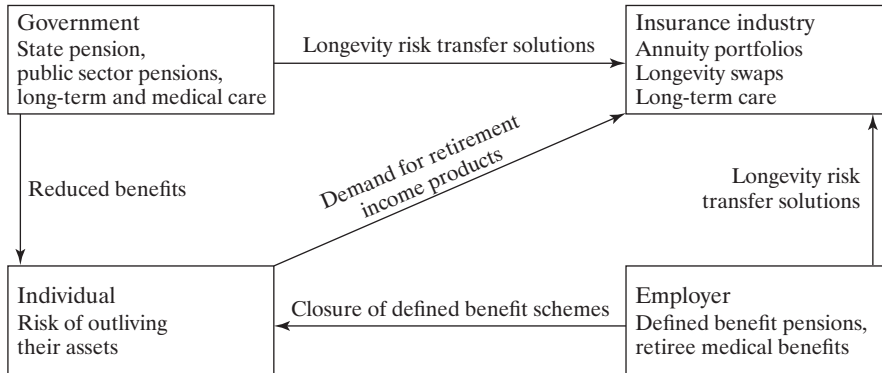 Government
State pension,
public sector pensions,
long-term and medical care
Longevity risk transfer solutions
Insurance industry
Annuity portfolios
Longevity swaps
Long-term care
Reduced benefits
Demand for retirement
income products
Longevity risk
transfer solutions
Individual
Risk of outliving
their assets
Closure of defined benefit schemes
Employer
Defined benefit pensions,
retiree medical benefits